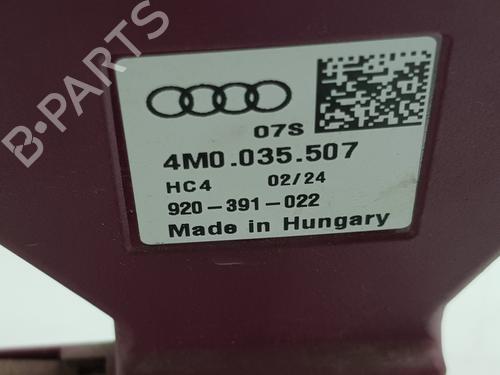 07S
4M0.035.507
HC4 02/24
920-391-022
Made in Hungary
B-PARTS